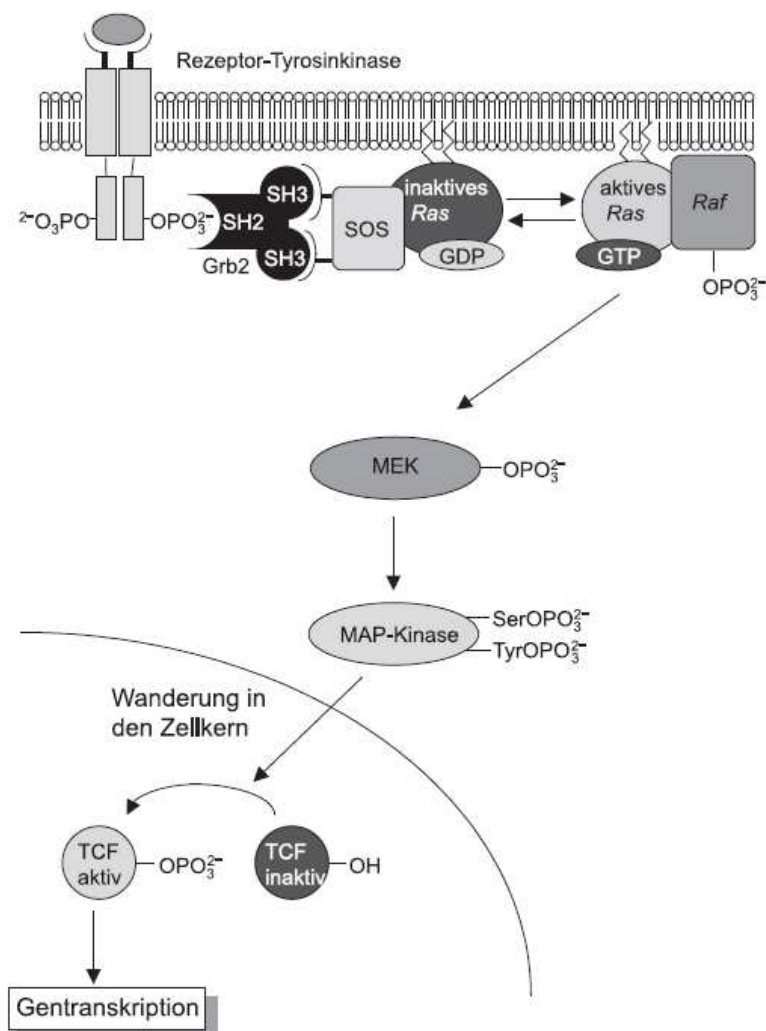 Rezeptor-Tyrosinkinase
²⁻O₃PO
OPO₃²⁻
SH2
SH3
SH3
Grb2
SOS
inaktives
Ras
GDP
aktives
Ras
GTP
Raf
OPO₃²⁻
MEK
OPO₃²⁻
MAP-Kinase
SerOPO₃²⁻
TyrOPO₃²⁻
Wanderung in
den Zellkern
TCF
aktiv
OPO₃²⁻
TCF
inaktiv
OH
Gentranskription